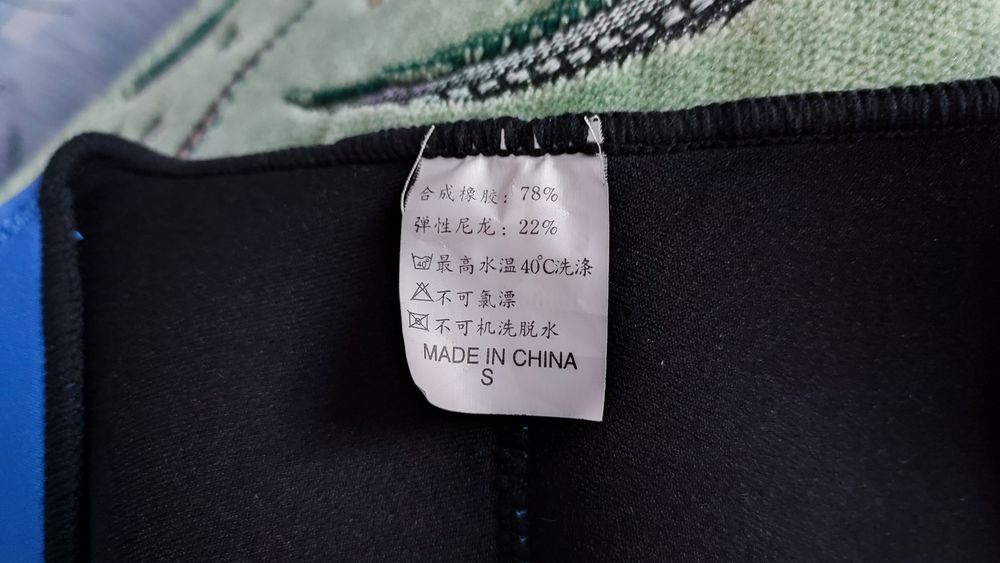 合成橡胶: 78%
弹性尼龙: 22%
40° 最高水温40℃洗涤
不可氯漂
不可机洗脱水
MADE IN CHINA
S